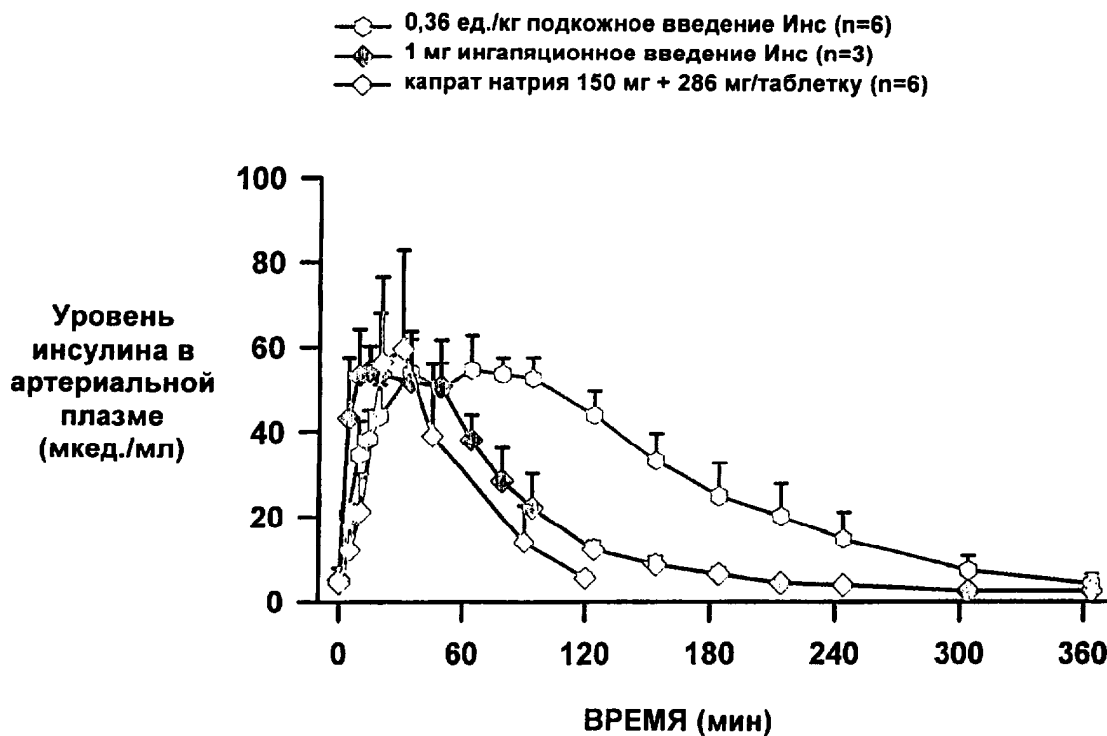 0,36 ед./кг подкожное введение Инс (n=6)
1 мг ингапяционное введение Инс (n=3)
капрат натрия 150 мг + 286 мг/таблетку (n=6)
100
80
60
40
20
0
Уровень
инсулина в
артериальной
плазме
(мкед./мл)
0 60 120 180 240 300 360
ВРЕМЯ (мин)